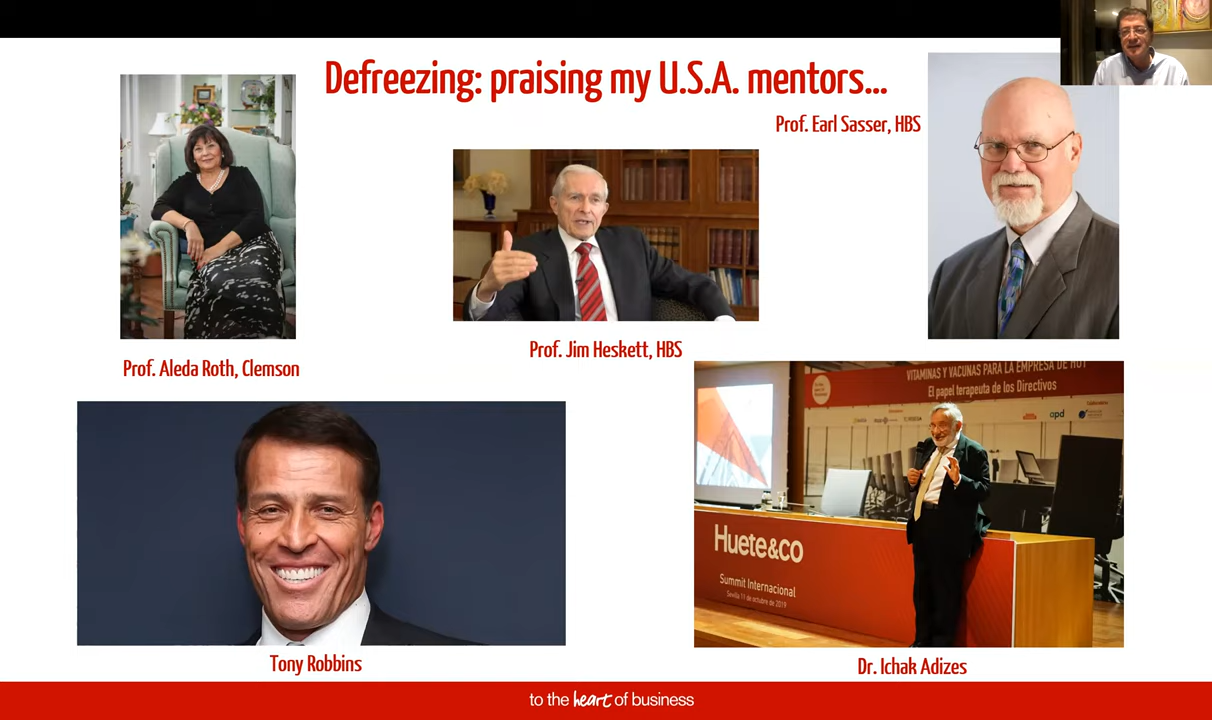 Defreezing: praising my U.S.A. mentors...
Prof. Earl Sasser, HBS
Prof. Jim Heskett, HBS
Prof. Aleda Roth, Clemson
VITAMINAS Y VACUNAS PARA LA EMPRESA DE HOY
El papel terapeuta de los Directivos
apd
Huete&co
Summit Internacional
Sevilla 11 de octubre de 2019
Tony Robbins
Dr. Ichak Adizes
to the heart of business